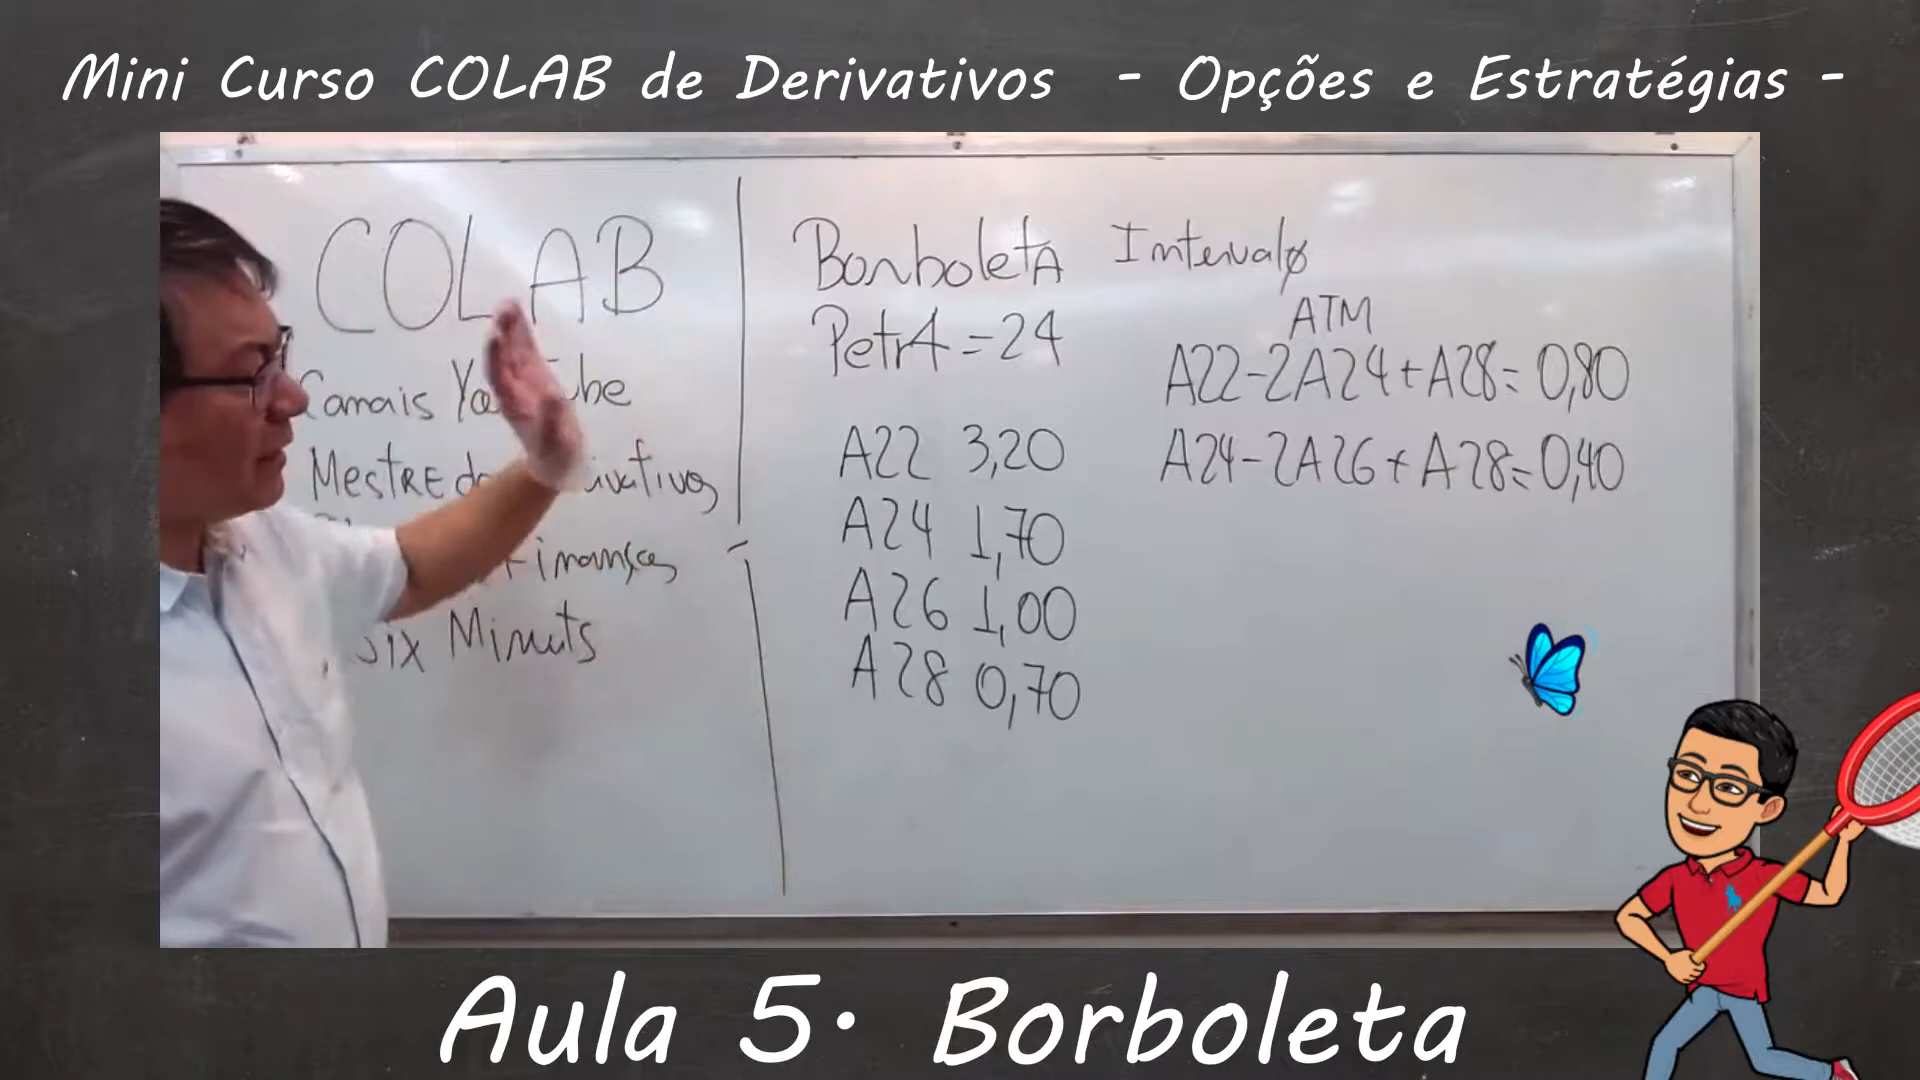 Mini Curso COLAB de Derivativos - Opções e Estratégias -
COLAB
Canais
Mestre
Finanças
Six Minuts
Borboleta Intervalo
Petr4=24
ATM
A22-2A24+A28=0,80
A24-2A26+A28=0,40
A22 3,20
A24 1,70
A26 1,00
A28 0,70
Aula 5. Borboleta